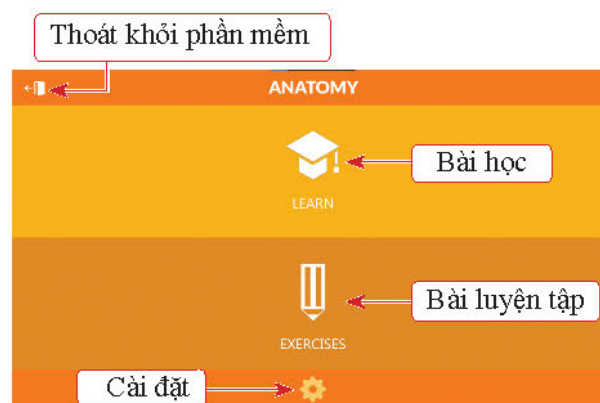 Thoát khỏi phần mềm
ANATOMY
Bài học
LEARN
Bài luyện tập
EXERCISES
Cài đặt